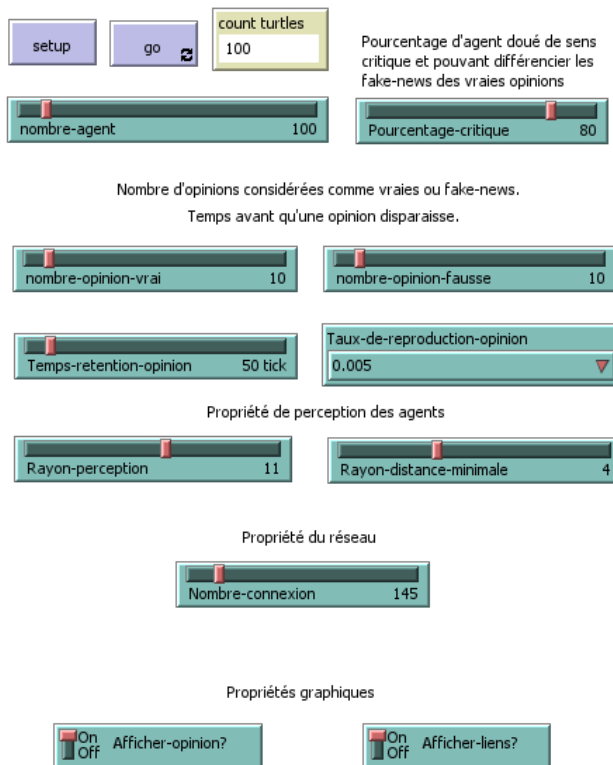 setup
go
count turtles
100
Pourcentage d'agent doué de sens
critique et pouvant différencier les
fake-news des vraies opinions
nombre-agent 100
Pourcentage-critique 80
Nombre d'opinions considérées comme vraies ou fake-news.
Temps avant qu'une opinion disparaisse.
nombre-opinion-vrai 10
nombre-opinion-fausse 10
Temps-retention-opinion 50 tick
Taux-de-reproduction-opinion
0.005
Propriété de perception des agents
Rayon-perception 11
Rayon-distance-minimale 4
Propriété du réseau
Nombre-connexion 145
Propriétés graphiques
On
Off
Afficher-opinion?
On
Off
Afficher-liens?